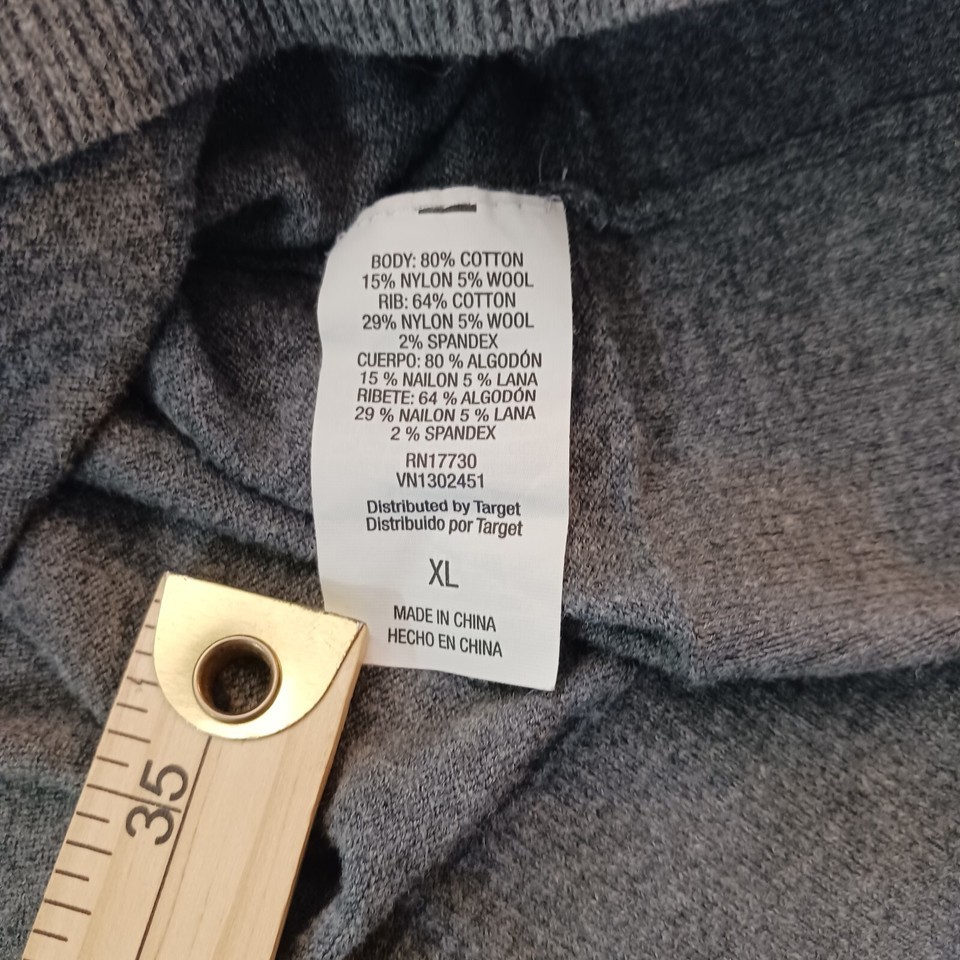 BODY: 80% COTTON
15% NYLON 5% WOOL
RIB: 64% COTTON
29% NYLON 5% WOOL
2% SPANDEX
CUERPO: 80 % ALGODÓN
15 % NAILON 5 % LANA
RIBETE: 64 % ALGODÓN
29 % NAILON 5 % LANA
2 % SPANDEX
RN17730
VN1302451
Distributed by Target
Distribuido por Target
XL
MADE IN CHINA
HECHO EN CHINA
35